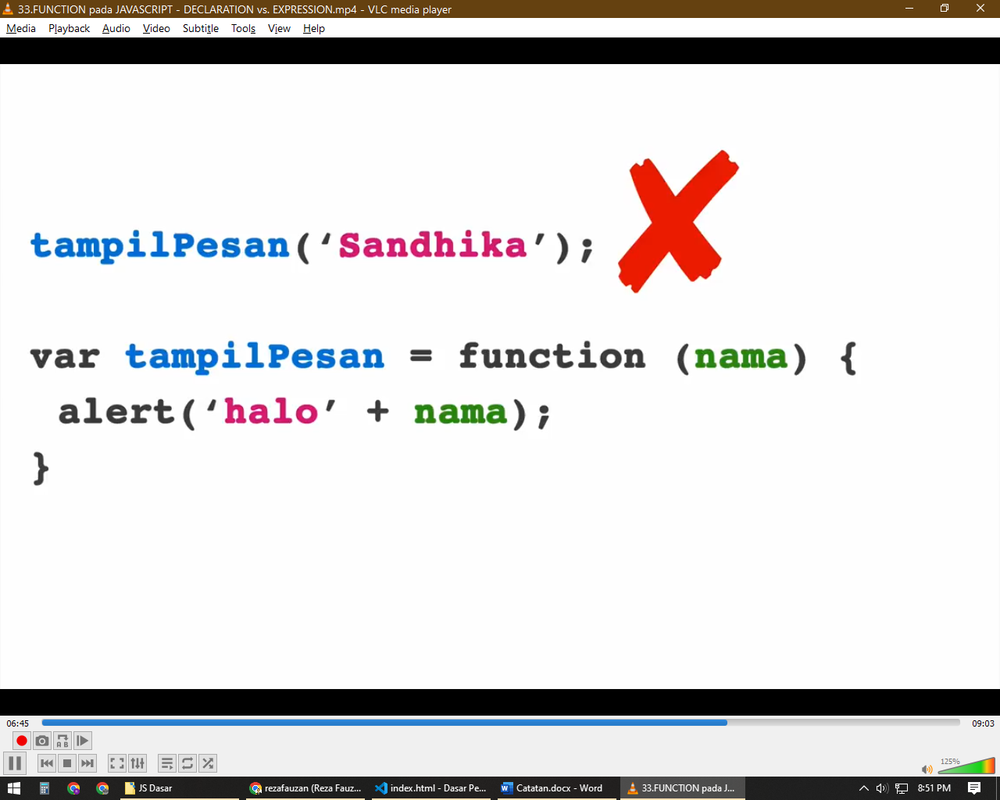 33.FUNCTION pada JAVASCRIPT - DECLARATION vs. EXPRESSION.mp4 - VLC media player
Media Playback Audio Video Subtitle Tools View Help
tampilPesan(‘Sandhika’);
var tampilPesan = function (nama) {
alert(‘halo’ + nama);
}
06:45 09:03
A B
125%
JS Dasar rezafauzan (Reza Fauz... index.html - Dasar Pe... Catatan.docx - Word 33.FUNCTION pada J... 8:51 PM